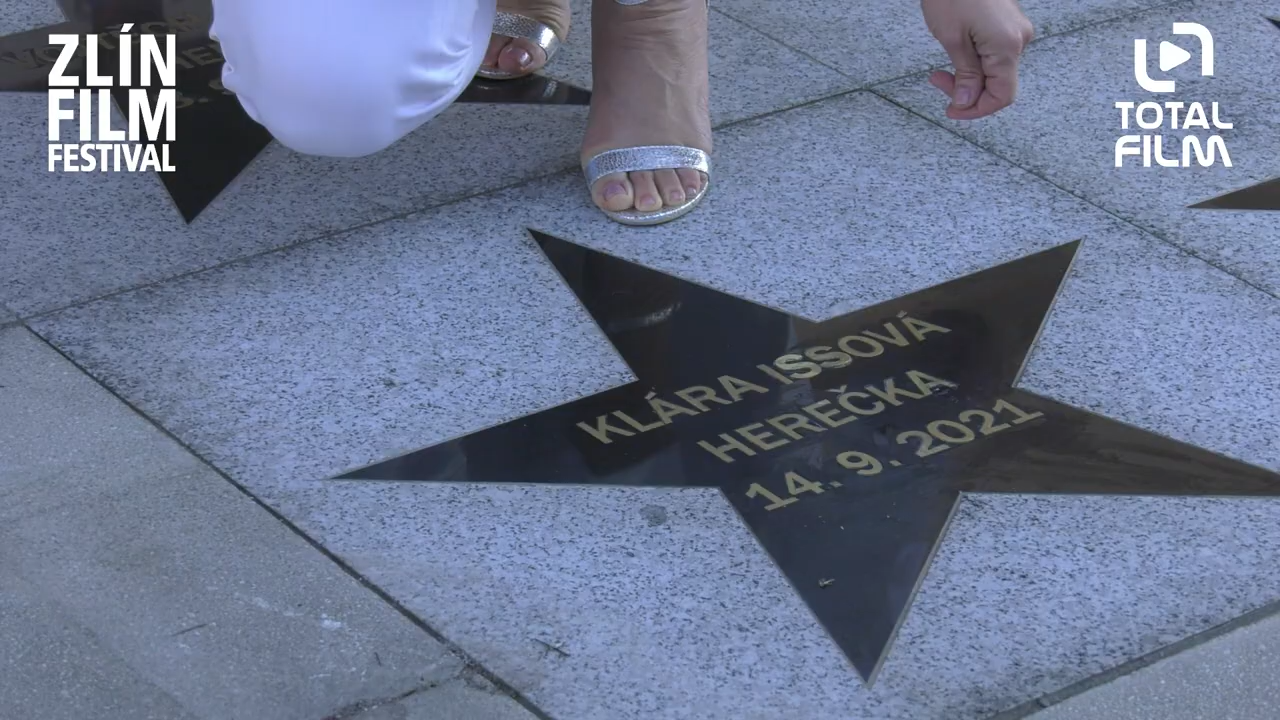 ZLÍN
FILM
FESTIVAL
TOTAL
FILM
KLÁRA ISSOVÁ
HEREČKA
14. 9. 2021